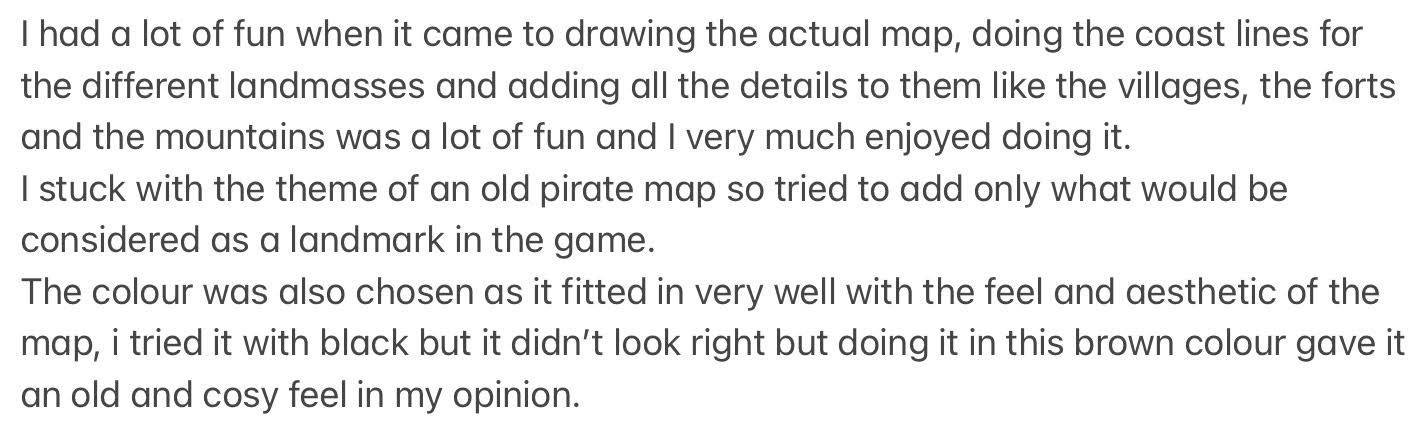 I had a lot of fun when it came to drawing the actual map, doing the coast lines for
the different landmasses and adding all the details to them like the villages, the forts
and the mountains was a lot of fun and I very much enjoyed doing it.
I stuck with the theme of an old pirate map so tried to add only what would be
considered as a landmark in the game.
The colour was also chosen as it fitted in very well with the feel and aesthetic of the
map, i tried it with black but it didn’t look right but doing it in this brown colour gave it
an old and cosy feel in my opinion.